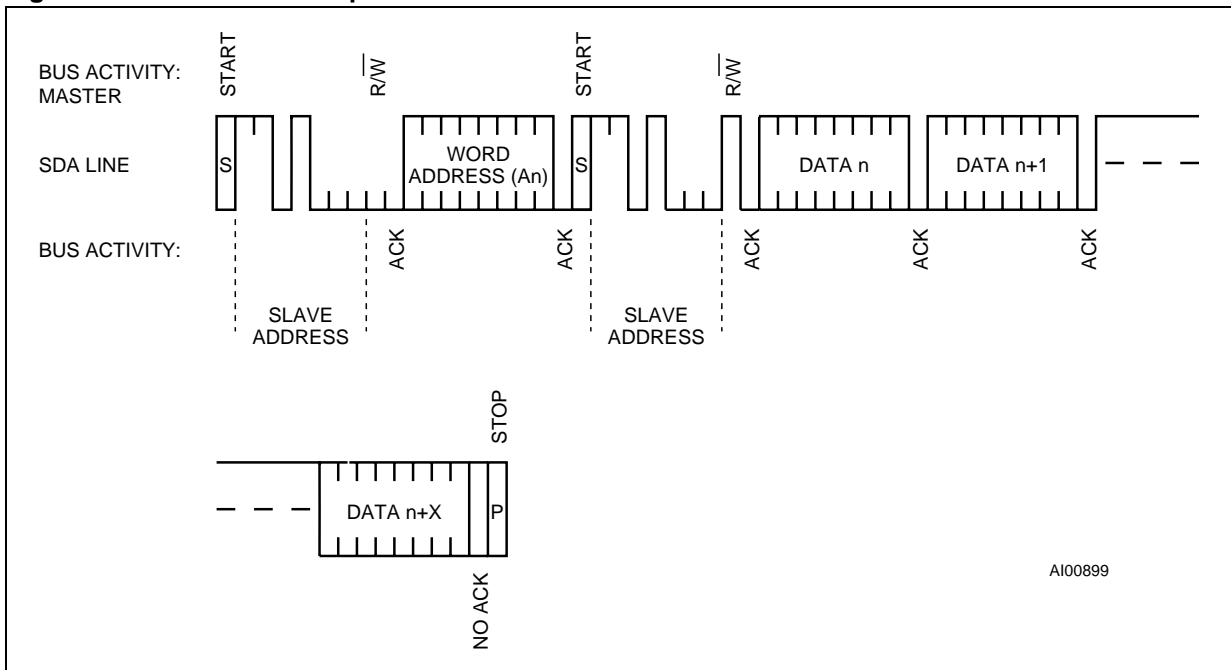 START
R/W
START
R/W
BUS ACTIVITY:
MASTER
SDA LINE
S
WORD
ADDRESS (An)
S
DATA n
DATA n+1
BUS ACTIVITY:
ACK
ACK
ACK
ACK
ACK
SLAVE
ADDRESS
SLAVE
ADDRESS
STOP
DATA n+X
P
NO ACK
AI00899